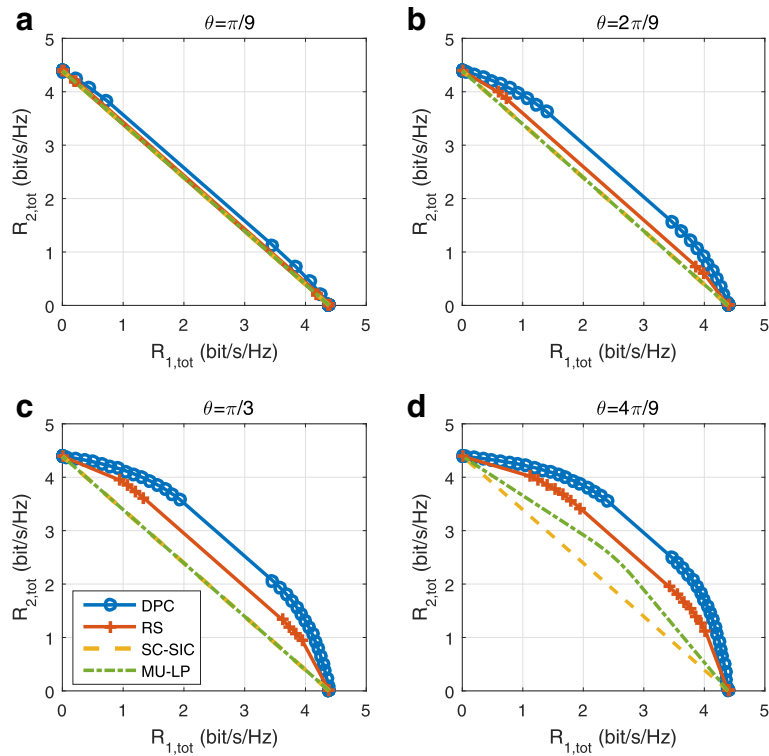 a
θ=π/9
5
4
3
2
1
0
R2,tot (bit/s/Hz)
0 1 2 3 4 5
R1,tot (bit/s/Hz)
b
θ=2π/9
5
4
3
2
1
0
R2,tot (bit/s/Hz)
0 1 2 3 4 5
R1,tot (bit/s/Hz)
c
θ=π/3
5
4
3
2
1
0
R2,tot (bit/s/Hz)
DPC
RS
SC-SIC
MU-LP
0 1 2 3 4 5
R1,tot (bit/s/Hz)
d
θ=4π/9
5
4
3
2
1
0
R2,tot (bit/s/Hz)
0 1 2 3 4 5
R1,tot (bit/s/Hz)